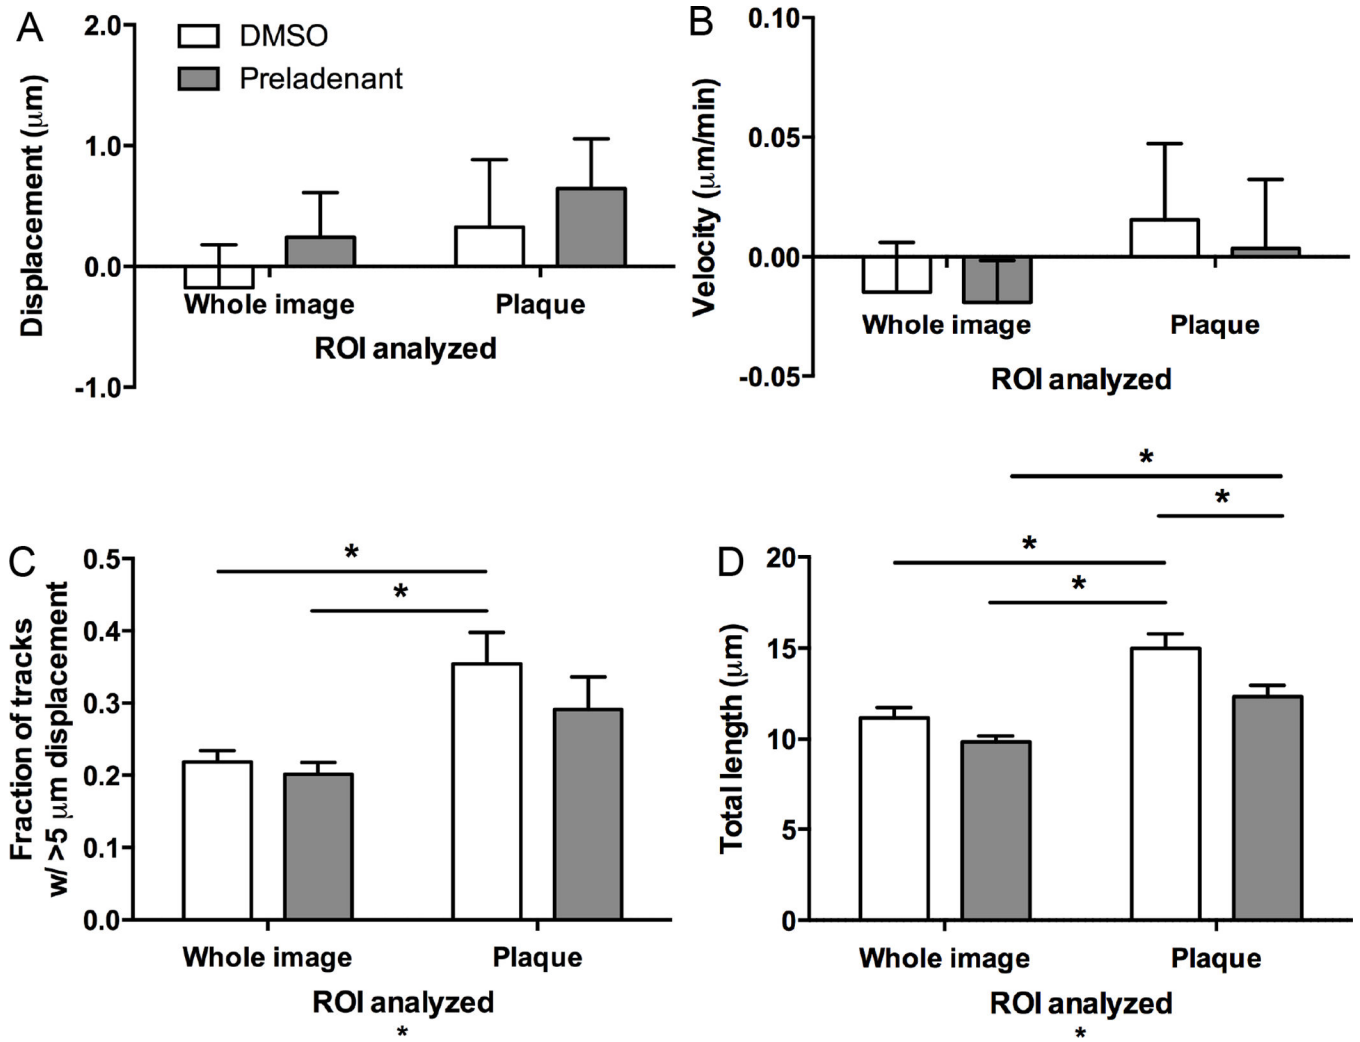 A
DMSO
Preladenant
2.0
1.0
0.0
-1.0
Displacement (μm)
Whole image
Plaque
ROI analyzed
B
0.10
0.05
0.00
-0.05
Velocity (μm/min)
Whole image
Plaque
ROI analyzed
C
0.5
0.4
0.3
0.2
0.1
0.0
Fraction of tracks
w/ >5 μm displacement
*
*
Whole image
Plaque
ROI analyzed
*
D
20
15
10
5
0
Total length (μm)
*
*
*
*
Whole image
Plaque
ROI analyzed
*